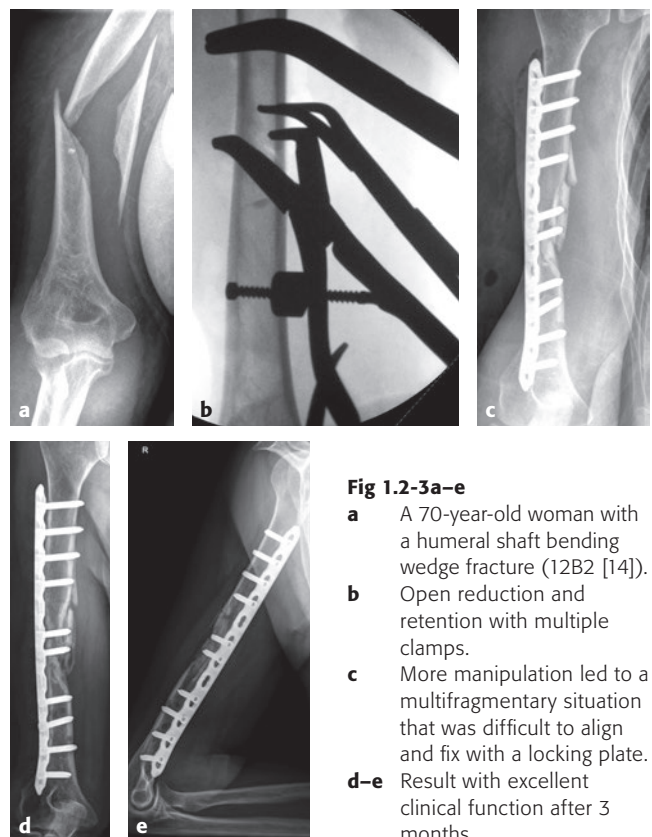 a
b
c
R
d
e
Fig 1.2-3a–e
a A 70-year-old woman with
a humeral shaft bending
wedge fracture (12B2 [14]).
b Open reduction and
retention with multiple
clamps.
c More manipulation led to a
multifragmentary situation
that was difficult to align
and fix with a locking plate.
d–e Result with excellent
clinical function after 3
months.